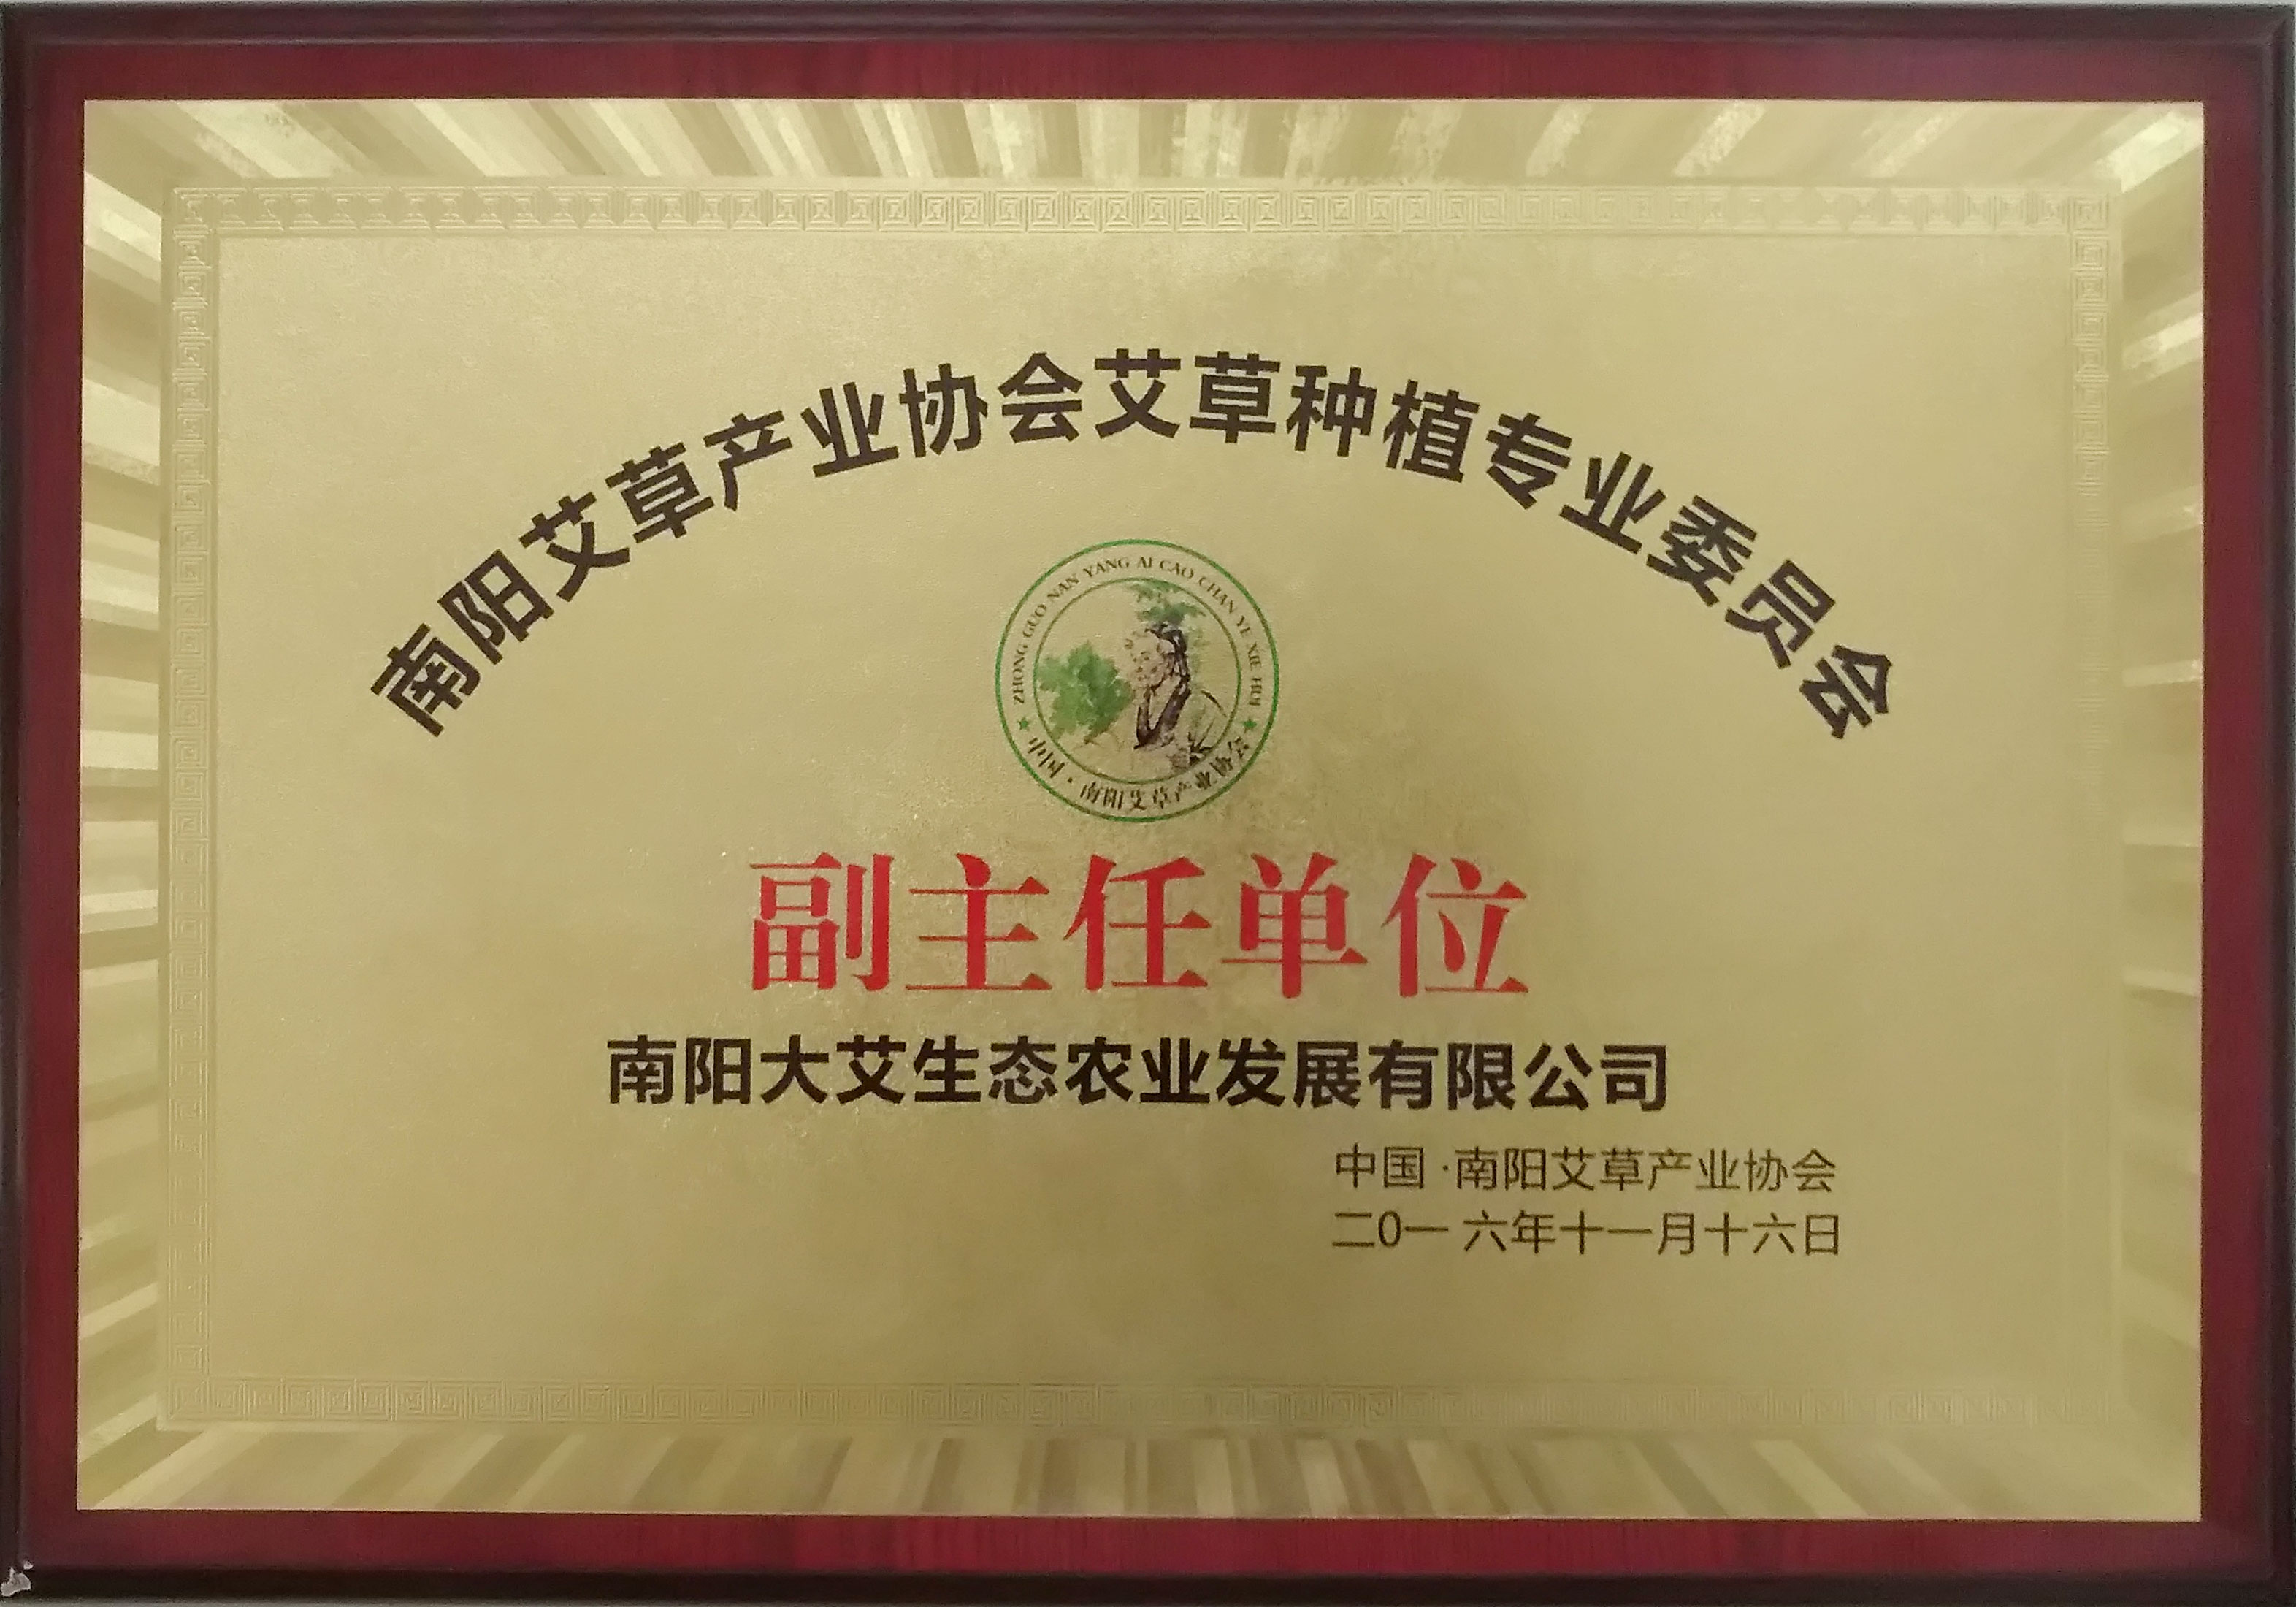 南阳艾草产业协会艾草种植专业委员会
ZHONG GUO NAN YANG AI CAO CHAN YE XIE HUI
中国·南阳艾草产业协会
副主任单位
南阳大艾生态农业发展有限公司
中国·南阳艾草产业协会
二0一六年十一月十六日